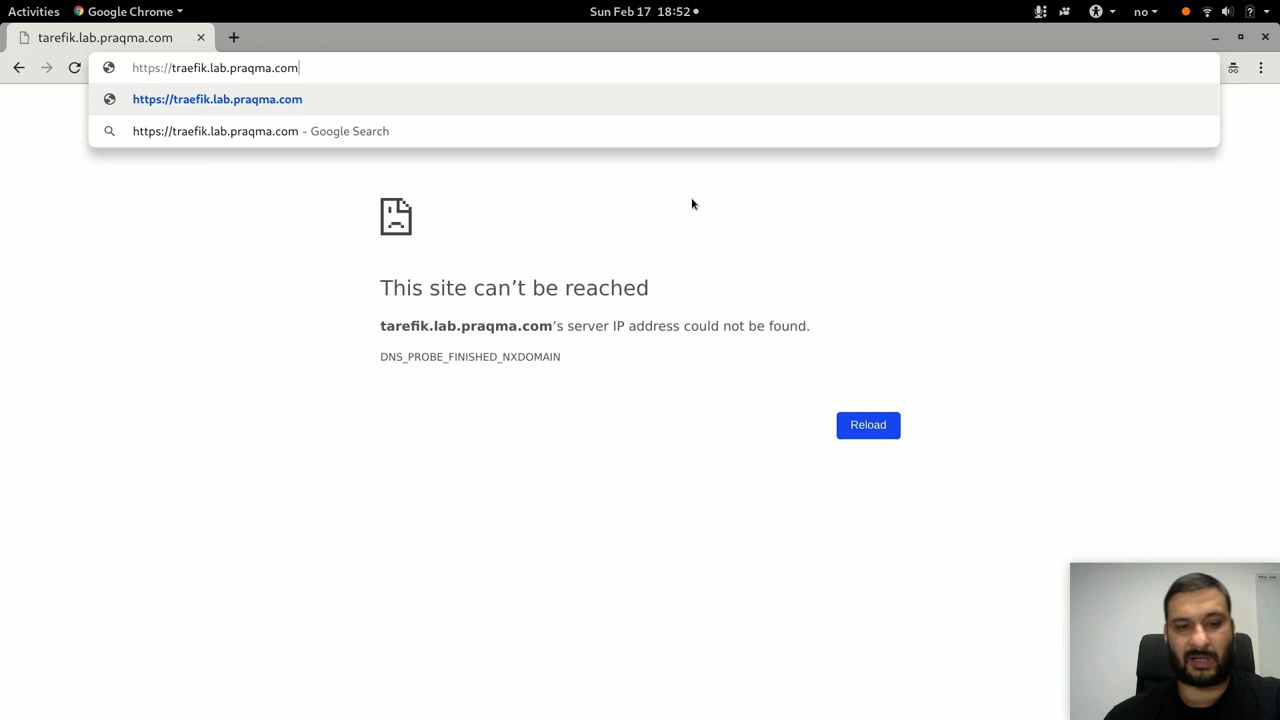 Activities
Google Chrome
Sun Feb 17 18:52
no
tarefik.lab.praqma.com
https://traefik.lab.praqma.com
https://traefik.lab.praqma.com
https://traefik.lab.praqma.com - Google Search
This site can’t be reached
tarefik.lab.praqma.com’s server IP address could not be found.
DNS_PROBE_FINISHED_NXDOMAIN
Reload